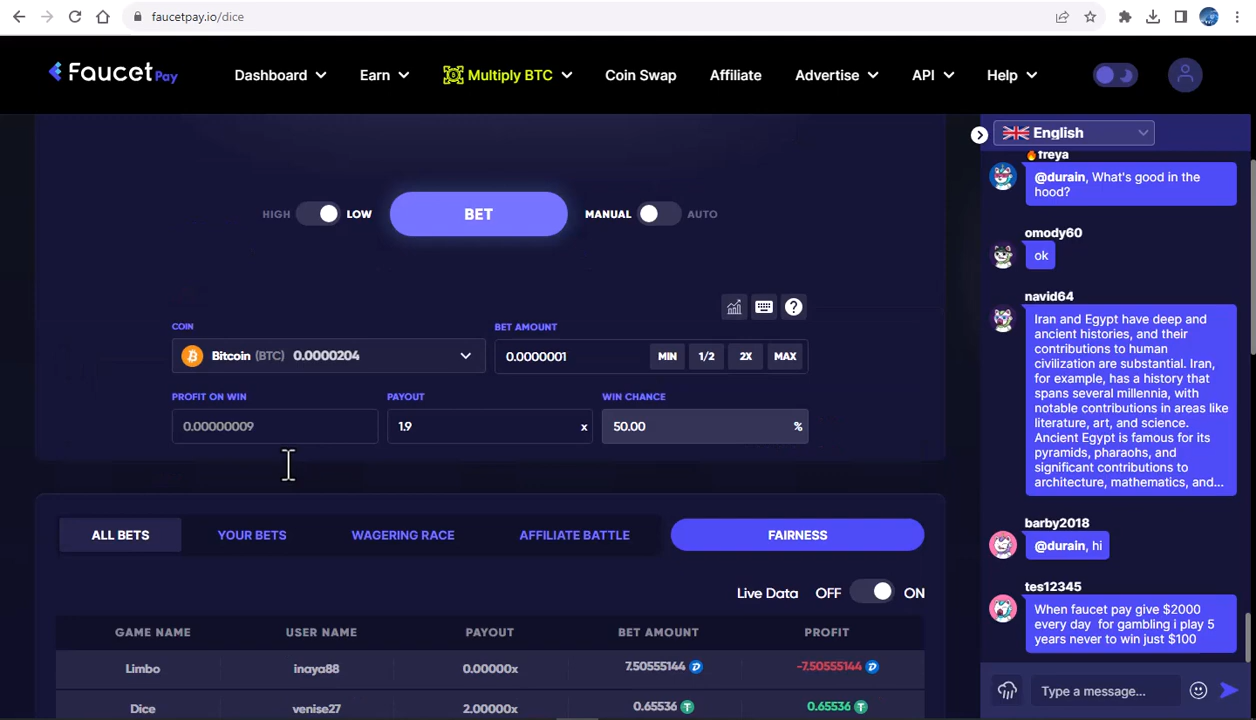 faucetpay.io/dice
FaucetPay
Dashboard Earn Multiply BTC Coin Swap Affiliate Advertise API Help
HIGH LOW BET MANUAL AUTO
COIN
Bitcoin (BTC) 0.0000204
BET AMOUNT
0.0000001 MIN 1/2 2X MAX
PROFIT ON WIN
0.00000009
PAYOUT
1.9 x
WIN CHANCE
50.00 %
ALL BETS YOUR BETS WAGERING RACE AFFILIATE BATTLE FAIRNESS
Live Data OFF ON
GAME NAME USER NAME PAYOUT BET AMOUNT PROFIT
Limbo inaya88 0.00000x 7.50555144 -7.50555144
Dice venise27 2.00000x 0.65536 0.65536
English
freya
@durain, What's good in the
hood?
omody60
ok
navid64
Iran and Egypt have deep and
ancient histories, and their
contributions to human
civilization are substantial. Iran,
for example, has a history that
spans several millennia, with
notable contributions in areas like
literature, art, and science.
Ancient Egypt is famous for its
pyramids, pharaohs, and
significant contributions to
architecture, mathematics, and...
barby2018
@durain, hi
tes12345
When faucet pay give $2000
every day for gambling i play 5
years never to win just $100
Type a message...